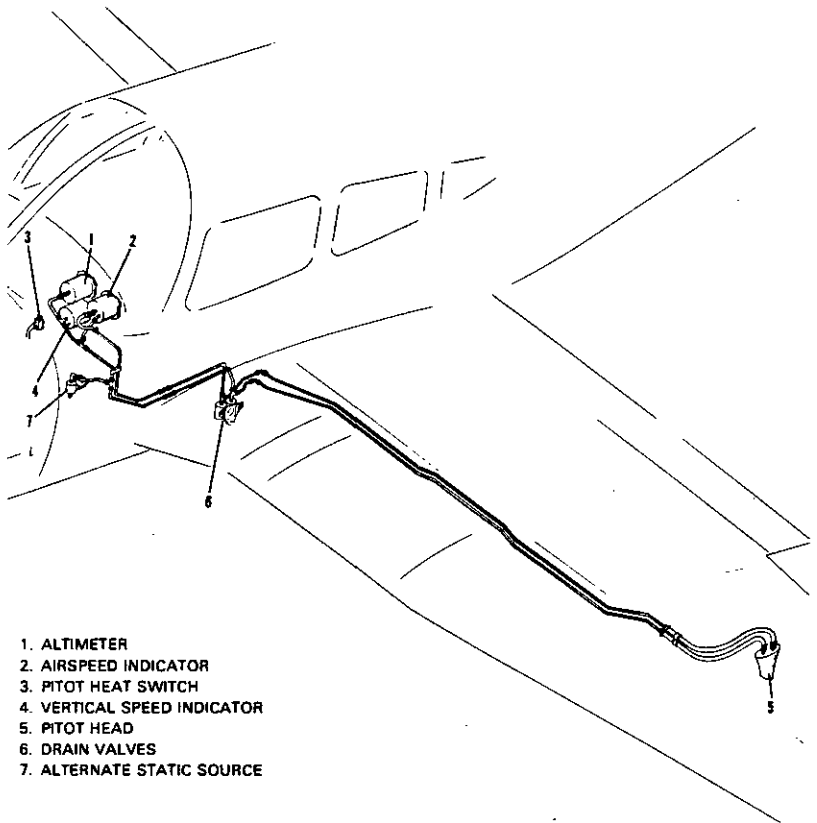 3
1
2
4
7
6
5
1. ALTIMETER
2. AIRSPEED INDICATOR
3. PITOT HEAT SWITCH
4. VERTICAL SPEED INDICATOR
5. PITOT HEAD
6. DRAIN VALVES
7. ALTERNATE STATIC SOURCE